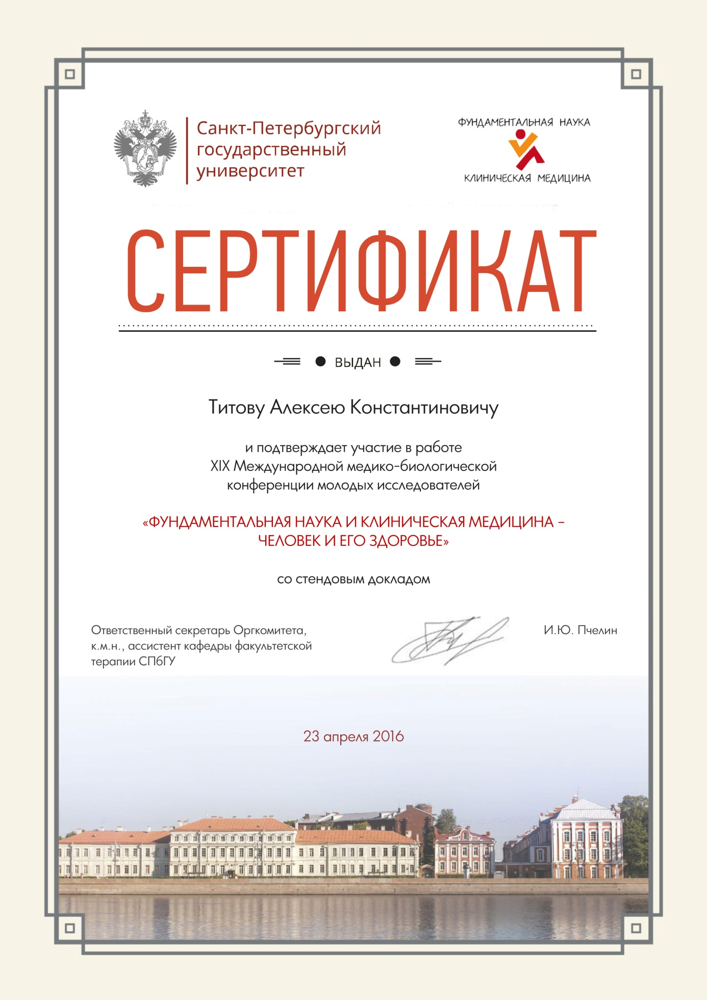 Санкт-Петербургский
государственный
университет
ФУНДАМЕНТАЛЬНАЯ НАУКА
КЛИНИЧЕСКАЯ МЕДИЦИНА
СЕРТИФИКАТ
ВЫДАН
Титову Алексею Константиновичу
и подтверждает участие в работе
XIX Международной медико-биологической
конференции молодых исследователей
«ФУНДАМЕНТАЛЬНАЯ НАУКА И КЛИНИЧЕСКАЯ МЕДИЦИНА –
ЧЕЛОВЕК И ЕГО ЗДОРОВЬЕ»
со стендовым докладом
Ответственный секретарь Оргкомитета,
к.м.н., ассистент кафедры факультетской
терапии СПбГУ
И.Ю. Пчелин
23 апреля 2016